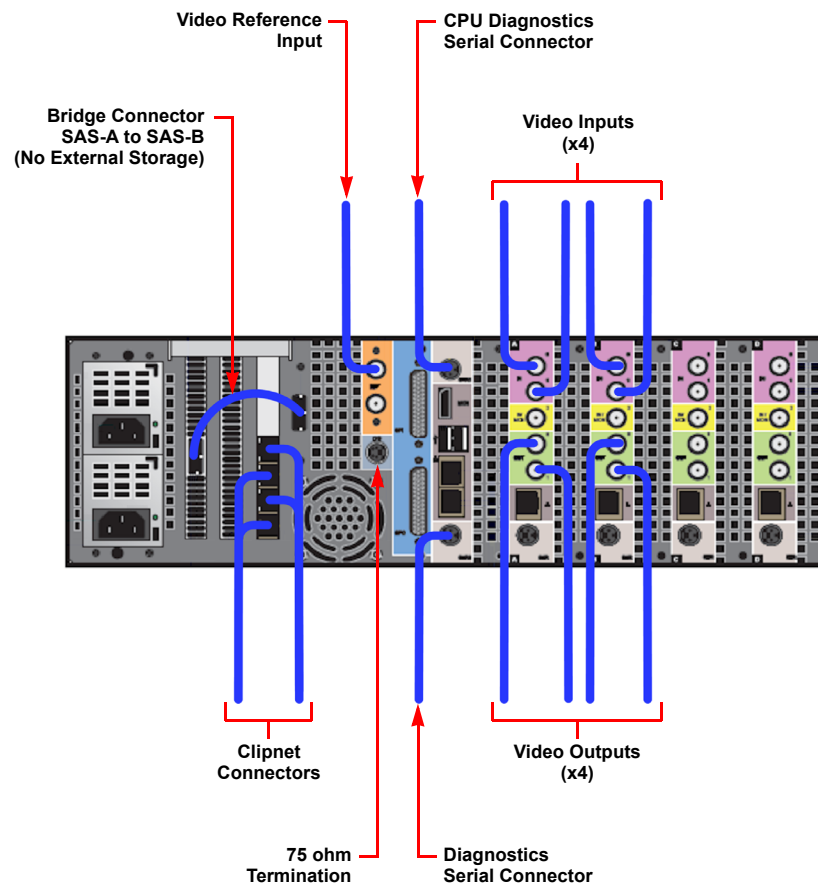 Video Reference
Input
CPU Diagnostics
Serial Connector
Bridge Connector
SAS-A to SAS-B
(No External Storage)
Video Inputs
(x4)
Clipnet
Connectors
Video Outputs
(x4)
75 ohm
Termination
Diagnostics
Serial Connector